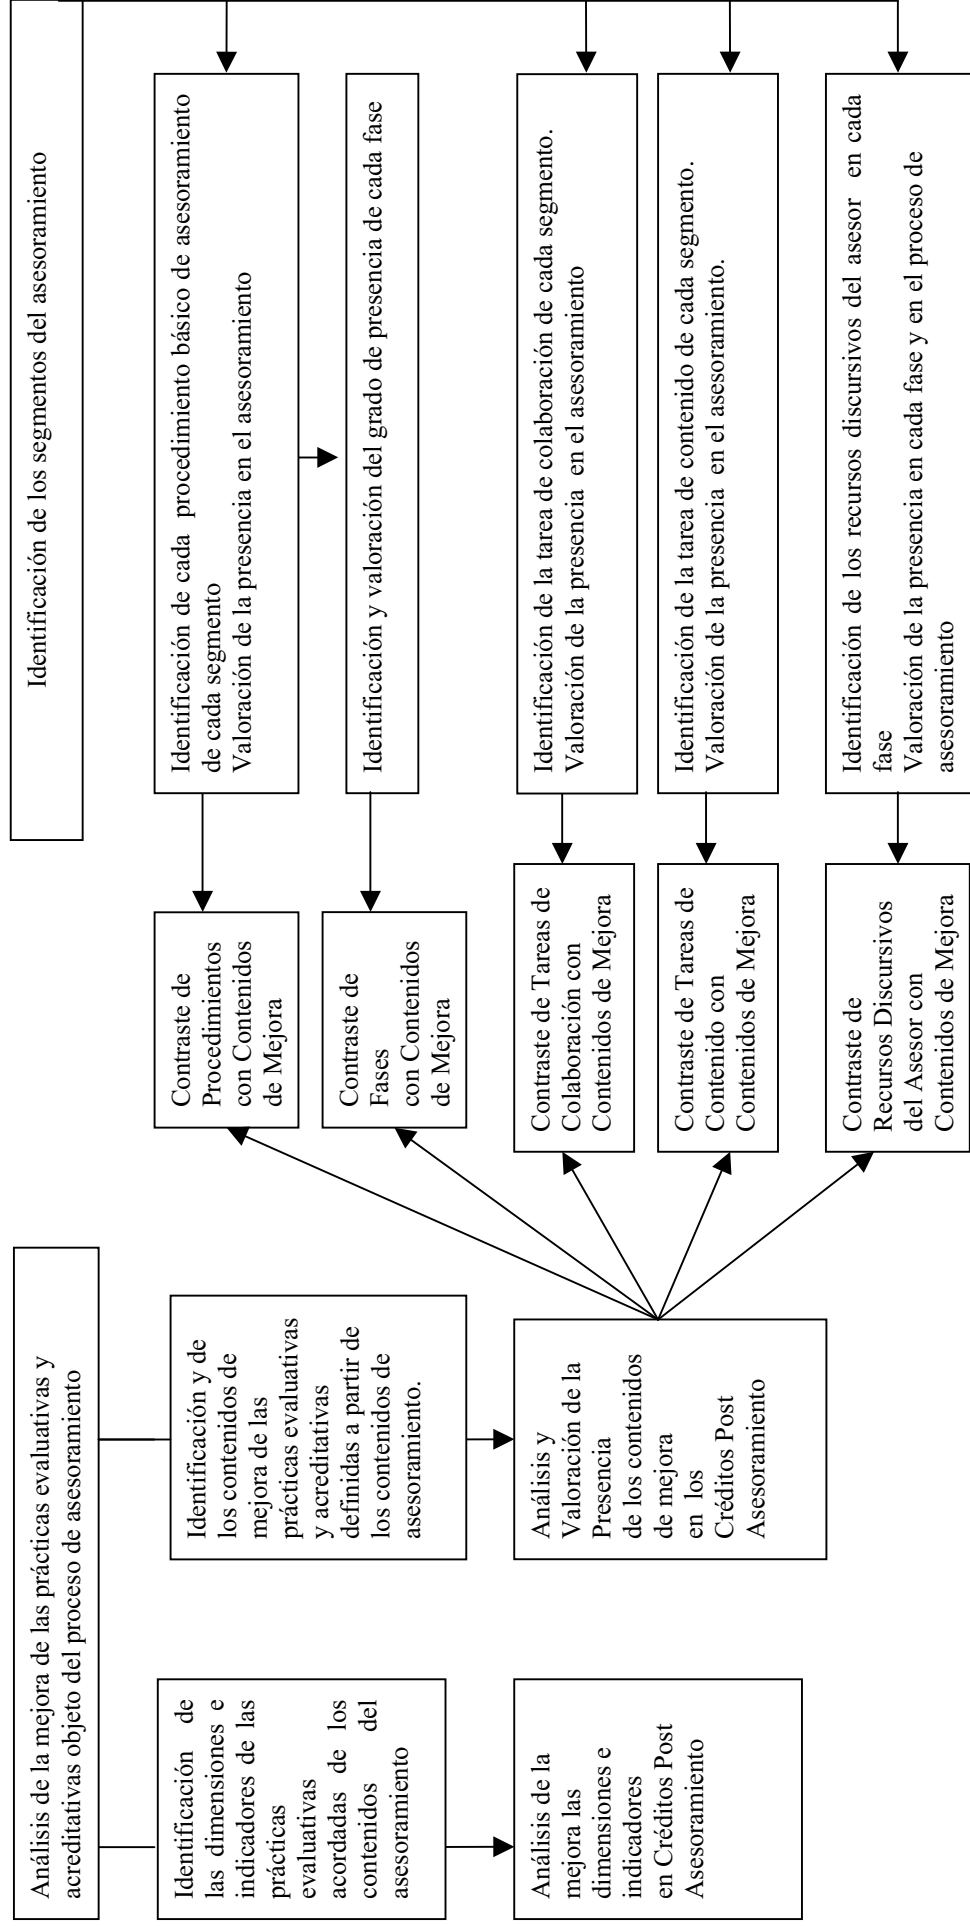 Análisis de la mejora de las prácticas evaluativas y
acreditativas objeto del proceso de asesoramiento
Identificación de
las dimensiones e
indicadores de las
prácticas
evaluativas
acordadas de los
contenidos del
asesoramiento
Análisis de la
mejora las
dimensiones e
indicadores
en Créditos Post
Asesoramiento
Identificación y de
los contenidos de
mejora de las
prácticas evaluativas
y acreditativas
definidas a partir de
los contenidos de
asesoramiento.
Análisis y
Valoración de la
Presencia
de los contenidos
de mejora
en los
Créditos Post
Asesoramiento
Identificación de los segmentos del asesoramiento
Contraste de
Procedimientos
con Contenidos
de Mejora
Identificación de cada procedimiento básico de asesoramiento
de cada segmento
Valoración de la presencia en el asesoramiento
Contraste de
Fases
con Contenidos
de Mejora
Identificación y valoración del grado de presencia de cada fase
Contraste de Tareas de
Colaboración con
Contenidos de Mejora
Identificación de la tarea de colaboración de cada segmento.
Valoración de la presencia en el asesoramiento
Contraste de Tareas de
Contenido con
Contenidos de Mejora
Identificación de la tarea de contenido de cada segmento.
Valoración de la presencia en el asesoramiento.
Contraste de
Recursos Discursivos
del Asesor con
Contenidos de Mejora
Identificación de los recursos discursivos del asesor en cada
fase
Valoración de la presencia en cada fase y en el proceso de
asesoramiento